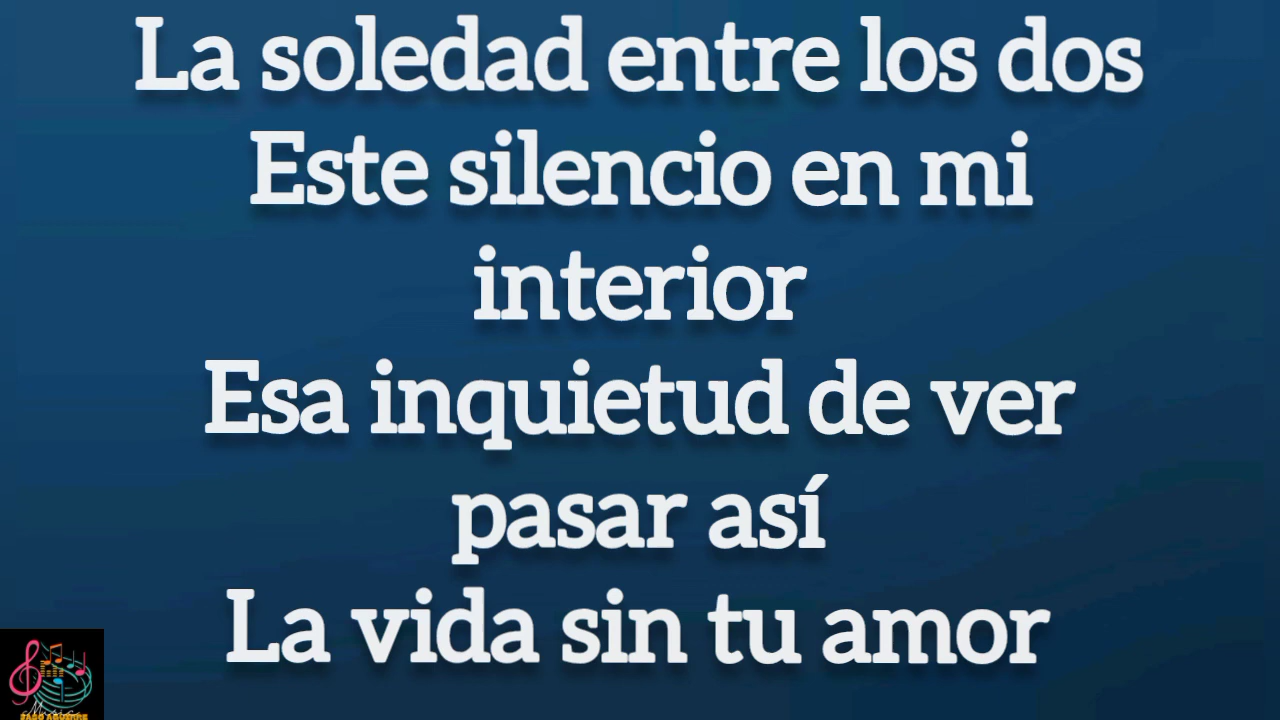 La soledad entre los dos
Este silencio en mi
interior
Esa inquietud de ver
pasar así
La vida sin tu amor